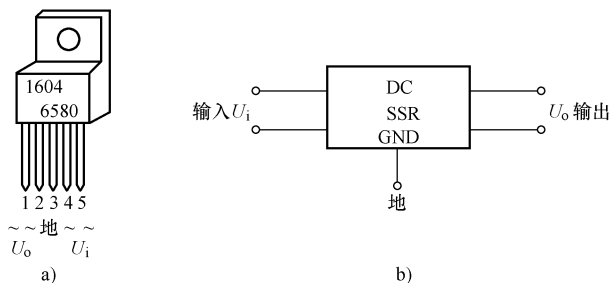 1604
6580
1 2 3 4 5
~ ~ 地 ~ ~
Uo Ui
a)
输入Ui
DC
SSR
GND
Uo 输出
地
b)